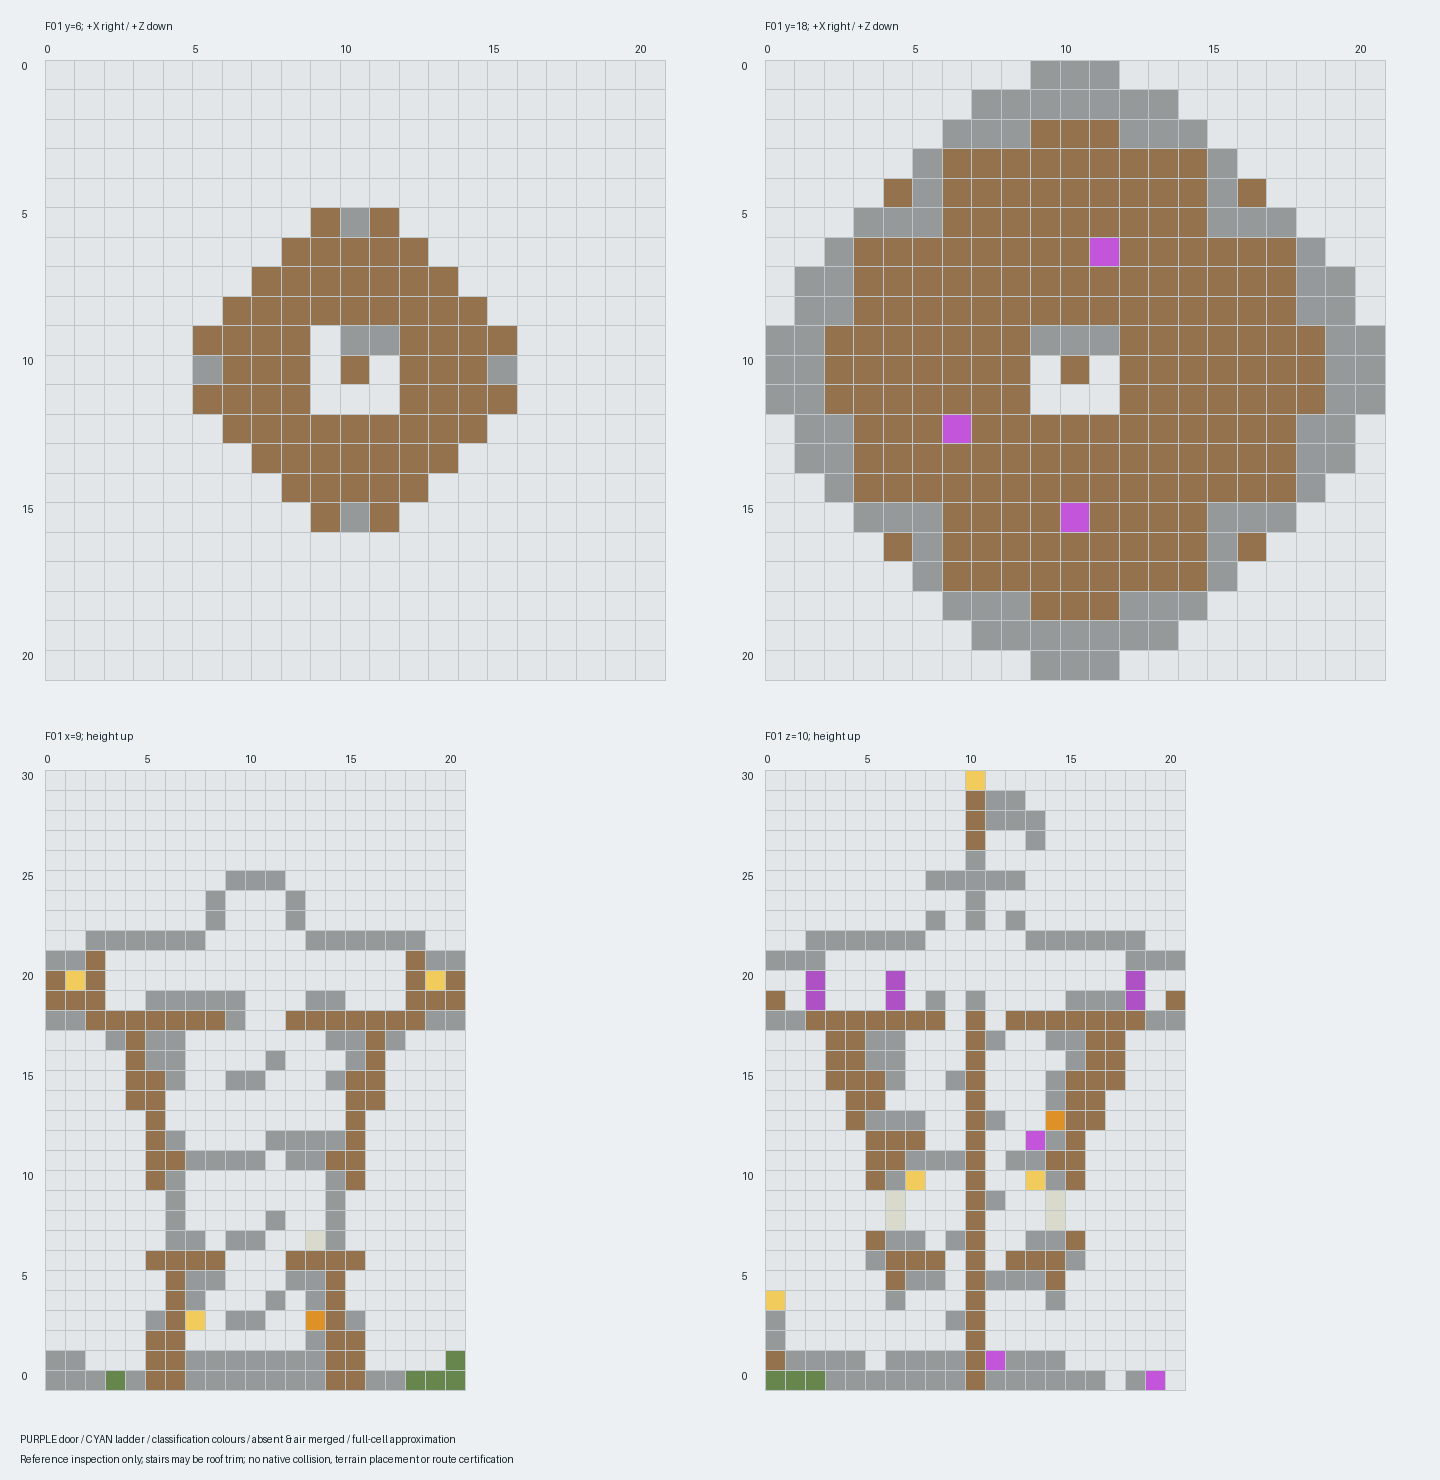 F01 y=6; +X right / +Z down
F01 y=18; +X right / +Z down
0 5 10 15 20
0 5 10 15 20
0
0
5
5
10
10
15
15
20
20
F01 x=9; height up
F01 z=10; height up
0 5 10 15 20
0 5 10 15 20
30
30
25
25
20
20
15
15
10
10
5
5
0
0
PURPLE door / CYAN ladder / classification colours / absent & air merged / full-cell approximation
Reference inspection only; stairs may be roof trim; no native collision, terrain placement or route certification